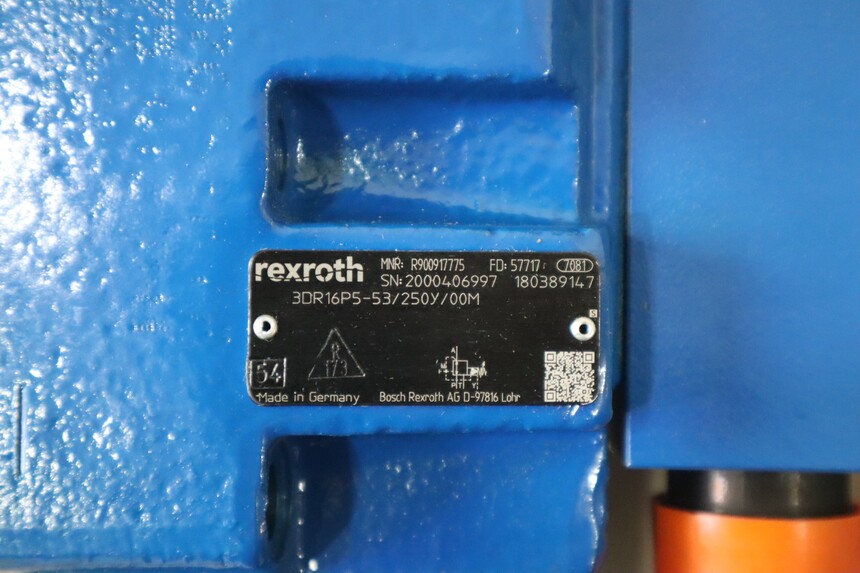 rexroth MNR: R900917775 FD: 57717 7081
SN: 2000406997 180389147
3DR16P5-53/250Y/00M
S
R
173
54
A
P T Y
Made in Germany Bosch Rexroth AG D-97816 Lohr